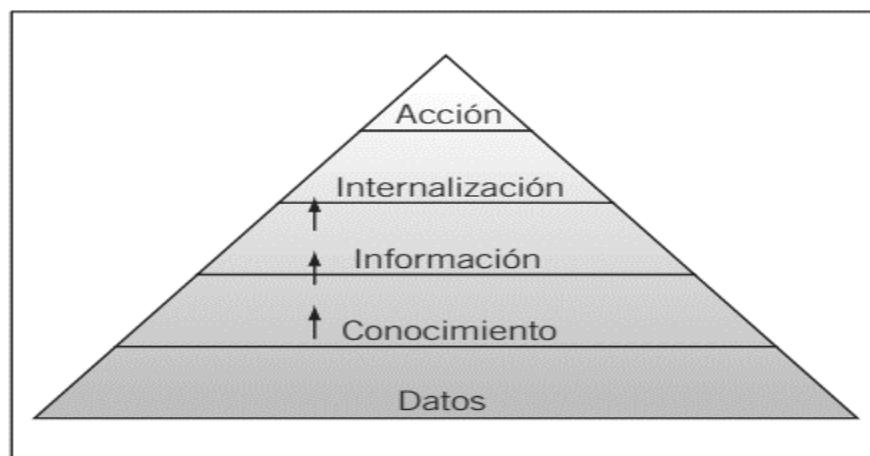 Acción
Internalización
Información
Conocimiento
Datos